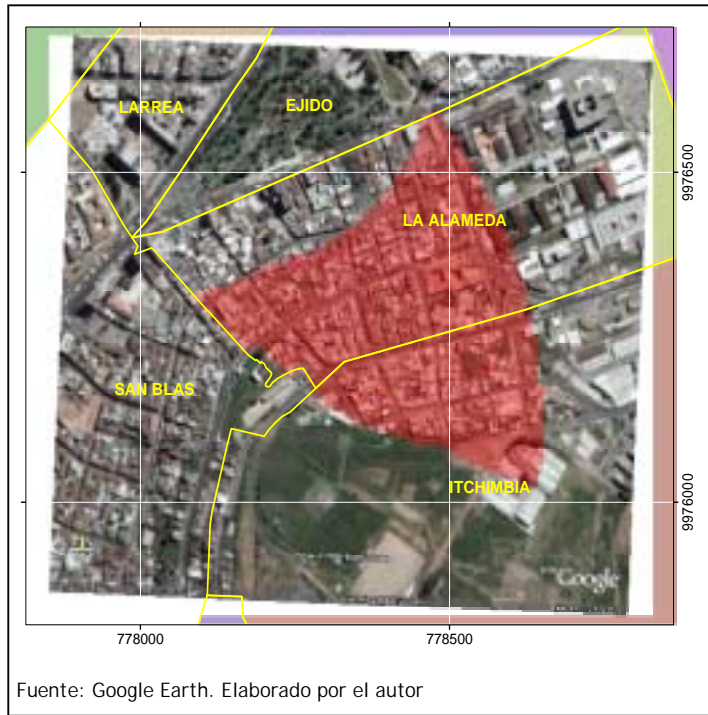 LARREA
EJIDO
9976500
LA ALAMEDA
SAN BLAS
ITCHIMBIA
9976000
Google
778000
778500
Fuente: Google Earth. Elaborado por el autor